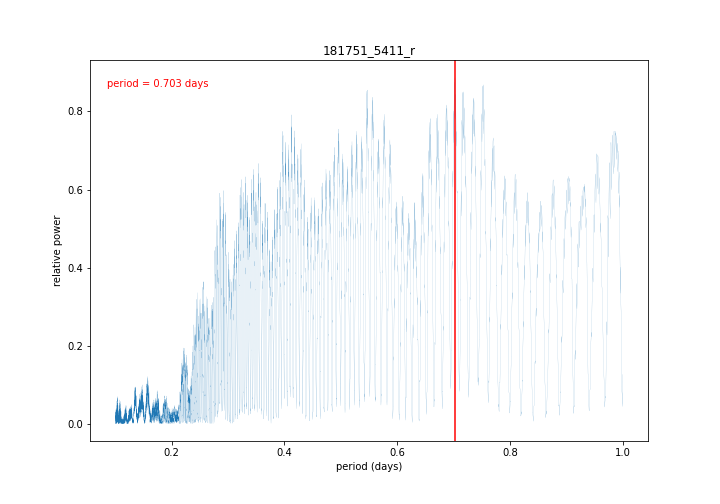 181751_5411_r
period = 0.703 days
relative power
0.8
0.6
0.4
0.2
0.0
0.2 0.4 0.6 0.8 1.0
period (days)